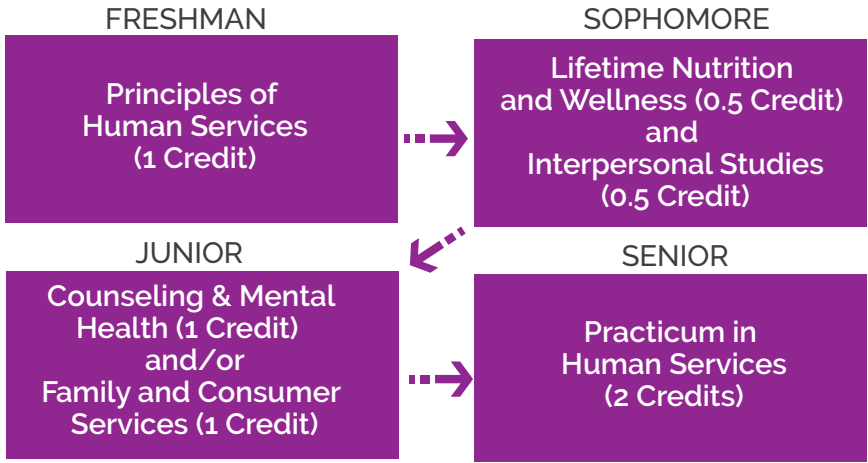 FRESHMAN
Principles of
Human Services
(1 Credit)
SOPHOMORE
Lifetime Nutrition
and Wellness (0.5 Credit)
and
Interpersonal Studies
(0.5 Credit)
JUNIOR
Counseling & Mental
Health (1 Credit)
and/or
Family and Consumer
Services (1 Credit)
SENIOR
Practicum in
Human Services
(2 Credits)